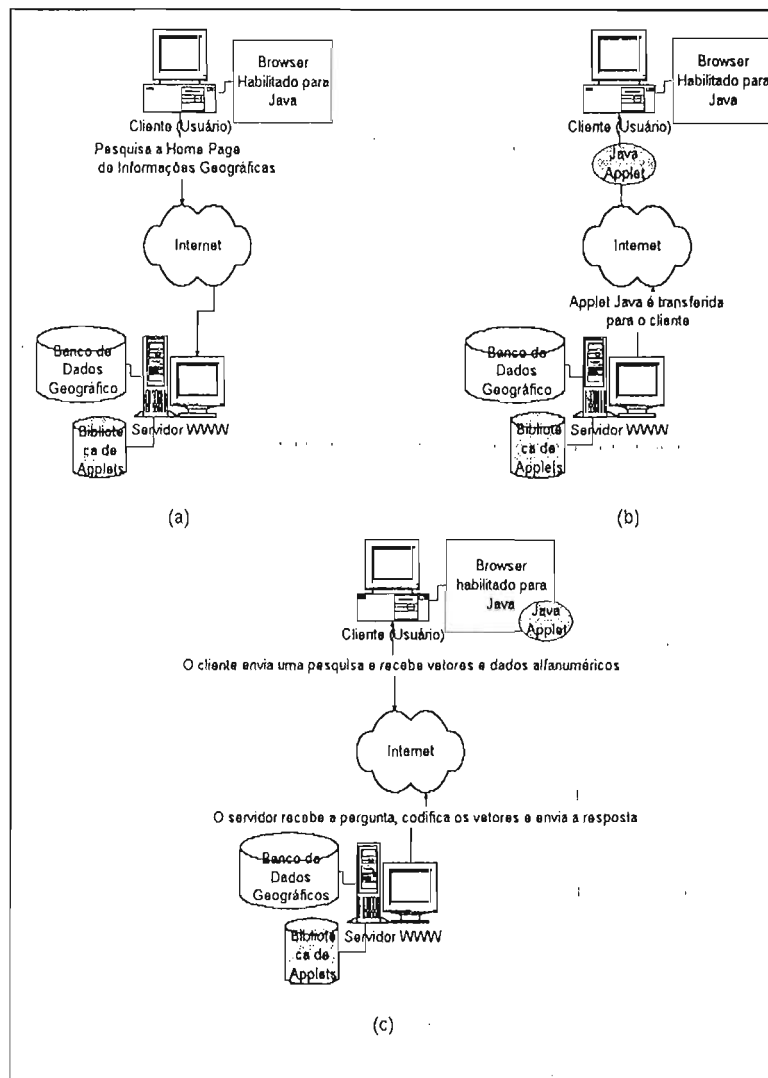 Browser
Habilitado para
Java
Cliente (Usuário)
Pesquisa a Home Page
de Informações Geográficas
Internet
Banco de
Dados
Geográfico
Servidor WWW
Bibliote
ca de
Applets
(a)
Browser
Habilitado para
Java
Cliente (Usuário)
Java
Applet
Internet
Applet Java é transferida
para o cliente
Banco de
Dados
Geográfico
Servidor WWW
Bibliote
ca de
Applets
(b)
Browser
habilitado para
Java
Java
Applet
Cliente (Usuário)
O cliente envia uma pesquisa e recebe vetores e dados alfanuméricos
Internet
O servidor recebe a pergunta, codifica os vetores e envia a resposta
Banco de
Dados
Geográficos
Servidor WWW
Bibliote
ca de
Applets
(c)